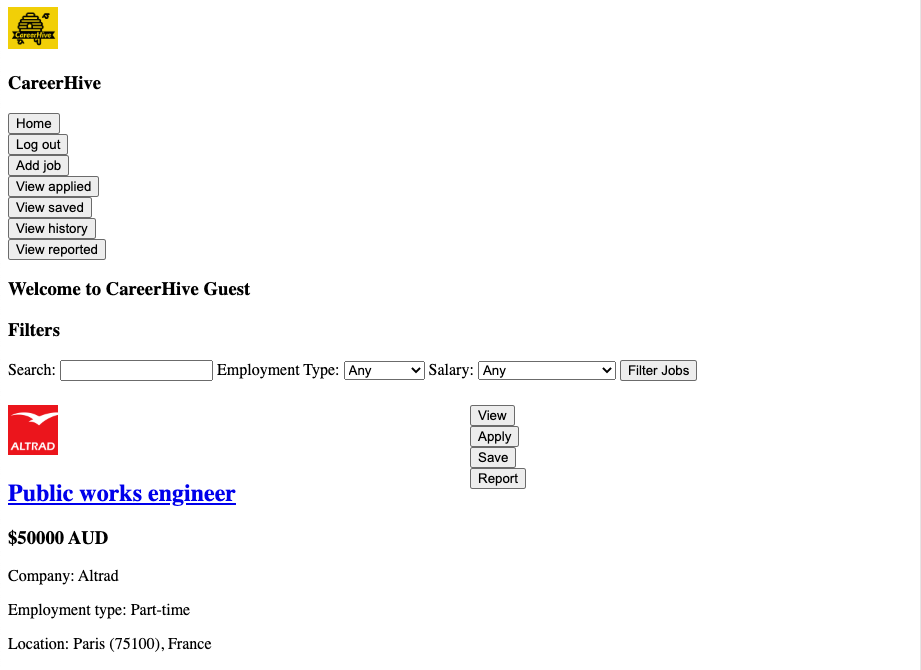 CareerHive
CareerHive
Home
Log out
Add job
View applied
View saved
View history
View reported
Welcome to CareerHive Guest
Filters
Search: Employment Type: Any Salary: Any Filter Jobs
ALTRAD
View
Apply
Save
Report
Public works engineer
$50000 AUD
Company: Altrad
Employment type: Part-time
Location: Paris (75100), France